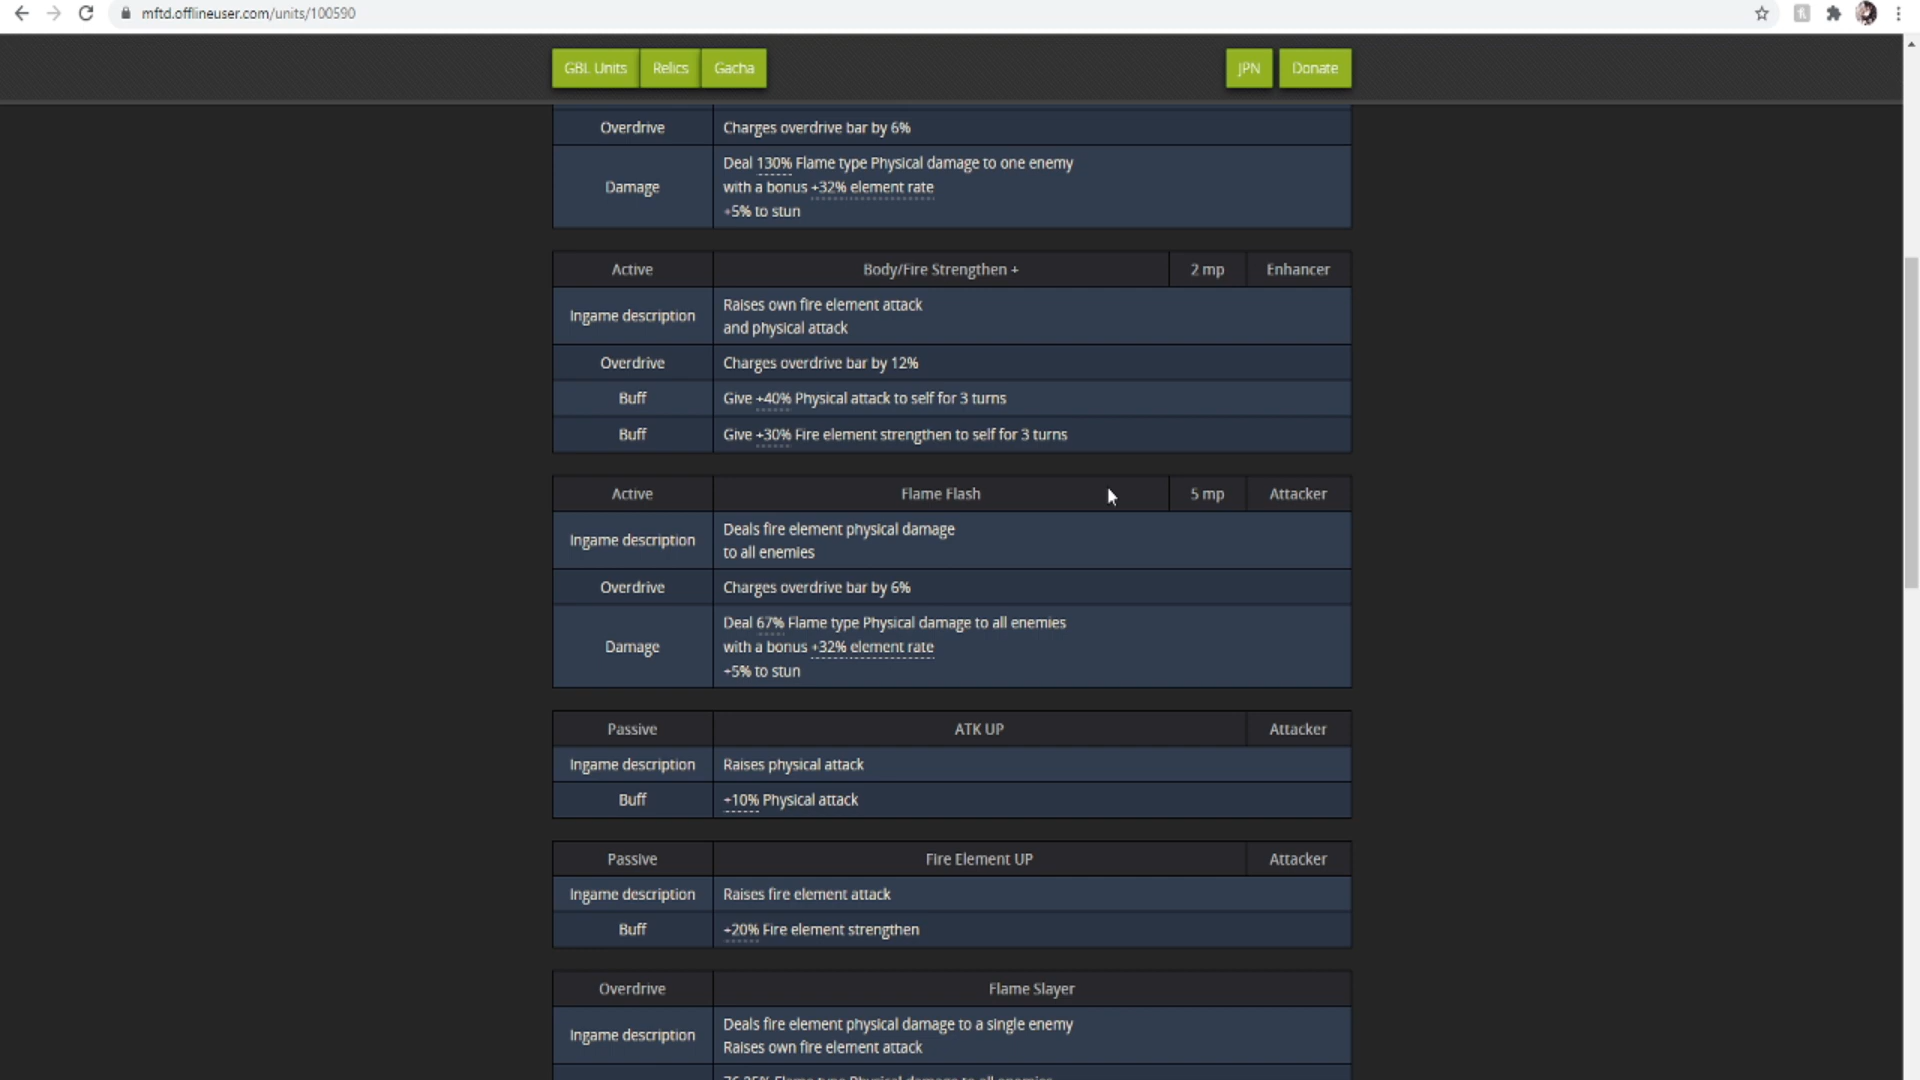 mftd.offlineuser.com/units/100590
GBL Units Relics Gacha JPN Donate
Overdrive Charges overdrive bar by 6%
Damage Deal 130% Flame type Physical damage to one enemy
with a bonus +32% element rate
+5% to stun
Active Body/Fire Strengthen + 2 mp Enhancer
Ingame description Raises own fire element attack
and physical attack
Overdrive Charges overdrive bar by 12%
Buff Give +40% Physical attack to self for 3 turns
Buff Give +30% Fire element strengthen to self for 3 turns
Active Flame Flash 5 mp Attacker
Ingame description Deals fire element physical damage
to all enemies
Overdrive Charges overdrive bar by 6%
Damage Deal 67% Flame type Physical damage to all enemies
with a bonus +32% element rate
+5% to stun
Passive ATK UP Attacker
Ingame description Raises physical attack
Buff +10% Physical attack
Passive Fire Element UP Attacker
Ingame description Raises fire element attack
Buff +20% Fire element strengthen
Overdrive Flame Slayer
Ingame description Deals fire element physical damage to a single enemy
Raises own fire element attack